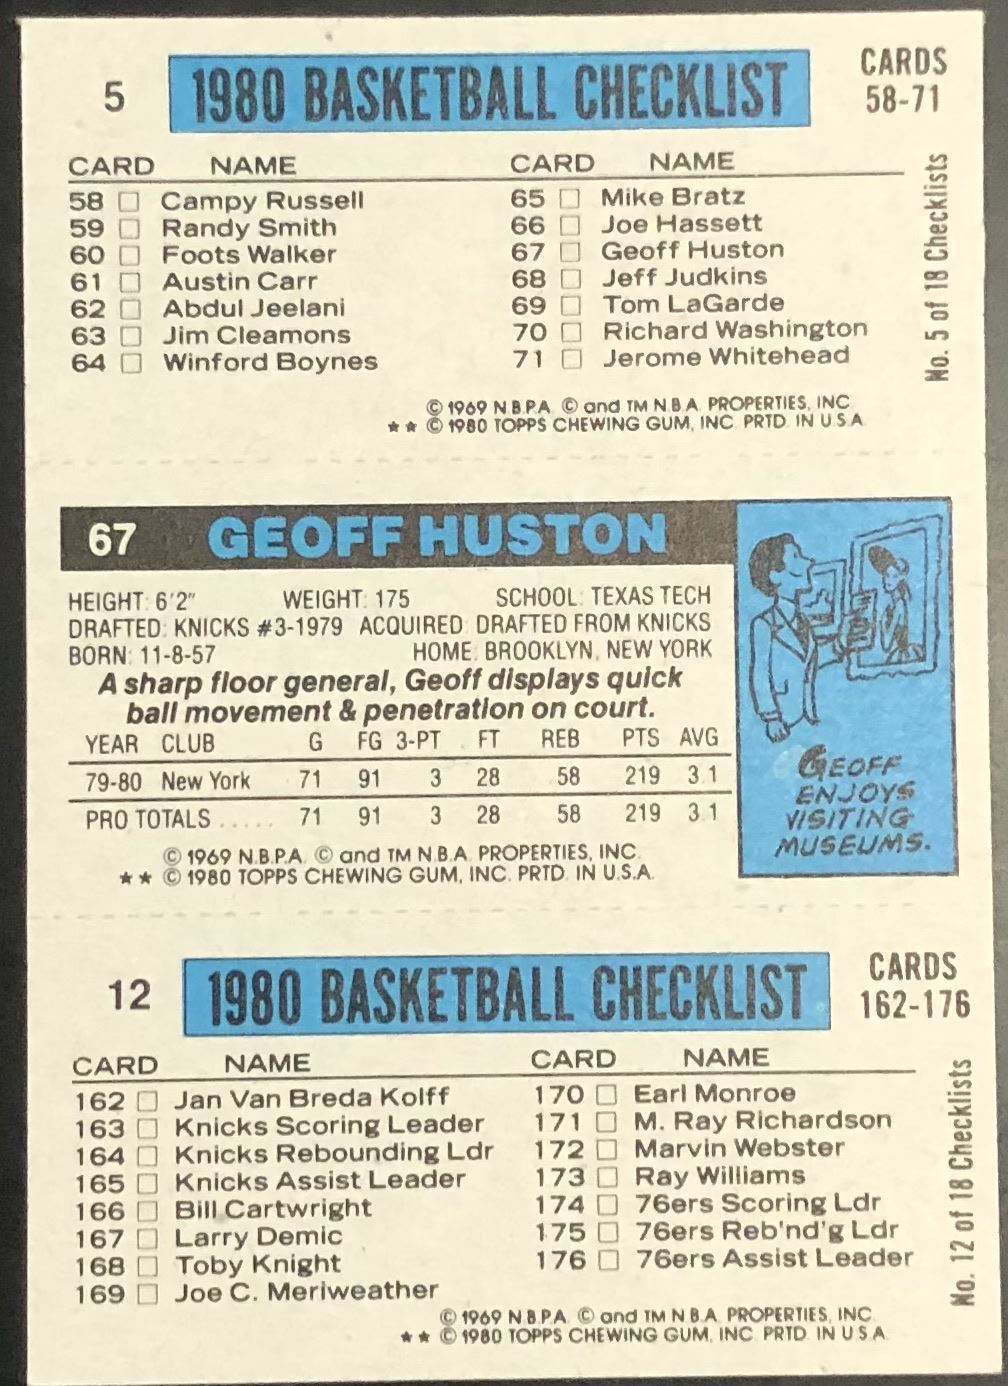 5 1980 BASKETBALL CHECKLIST CARDS 58-71
CARD NAME CARD NAME
58 Campy Russell 65 Mike Bratz
59 Randy Smith 66 Joe Hassett
60 Foots Walker 67 Geoff Huston
61 Austin Carr 68 Jeff Judkins
62 Abdul Jeelani 69 Tom LaGarde
63 Jim Cleamons 70 Richard Washington
64 Winford Boynes 71 Jerome Whitehead
No. 5 of 18 Checklists
© 1969 N.B.P.A. © and TM N.B.A. PROPERTIES, INC.
★★ © 1980 TOPPS CHEWING GUM, INC. PRTD. IN U.S.A.
67 GEOFF HUSTON
HEIGHT: 6'2" WEIGHT: 175 SCHOOL: TEXAS TECH
DRAFTED: KNICKS #3-1979 ACQUIRED: DRAFTED FROM KNICKS
BORN: 11-8-57 HOME: BROOKLYN, NEW YORK
A sharp floor general, Geoff displays quick
ball movement & penetration on court.
YEAR CLUB G FG 3-PT. FT REB PTS AVG
79-80 New York 71 91 3 28 58 219 3.1
PRO TOTALS ..... 71 91 3 28 58 219 3.1
© 1969 N.B.P.A. © and TM N.B.A. PROPERTIES, INC.
★★ © 1980 TOPPS CHEWING GUM, INC. PRTD. IN U.S.A.
GEOFF
ENJOYS
VISITING
MUSEUMS.
12 1980 BASKETBALL CHECKLIST CARDS 162-176
CARD NAME CARD NAME
162 Jan Van Breda Kolff 170 Earl Monroe
163 Knicks Scoring Leader 171 M. Ray Richardson
164 Knicks Rebounding Ldr 172 Marvin Webster
165 Knicks Assist Leader 173 Ray Williams
166 Bill Cartwright 174 76ers Scoring Ldr
167 Larry Demic 175 76ers Reb'nd'g Ldr
168 Toby Knight 176 76ers Assist Leader
169 Joe C. Meriweather
No. 12 of 18 Checklists
© 1969 N.B.P.A. © and TM N.B.A. PROPERTIES, INC.
★★ © 1980 TOPPS CHEWING GUM, INC. PRTD. IN U.S.A.